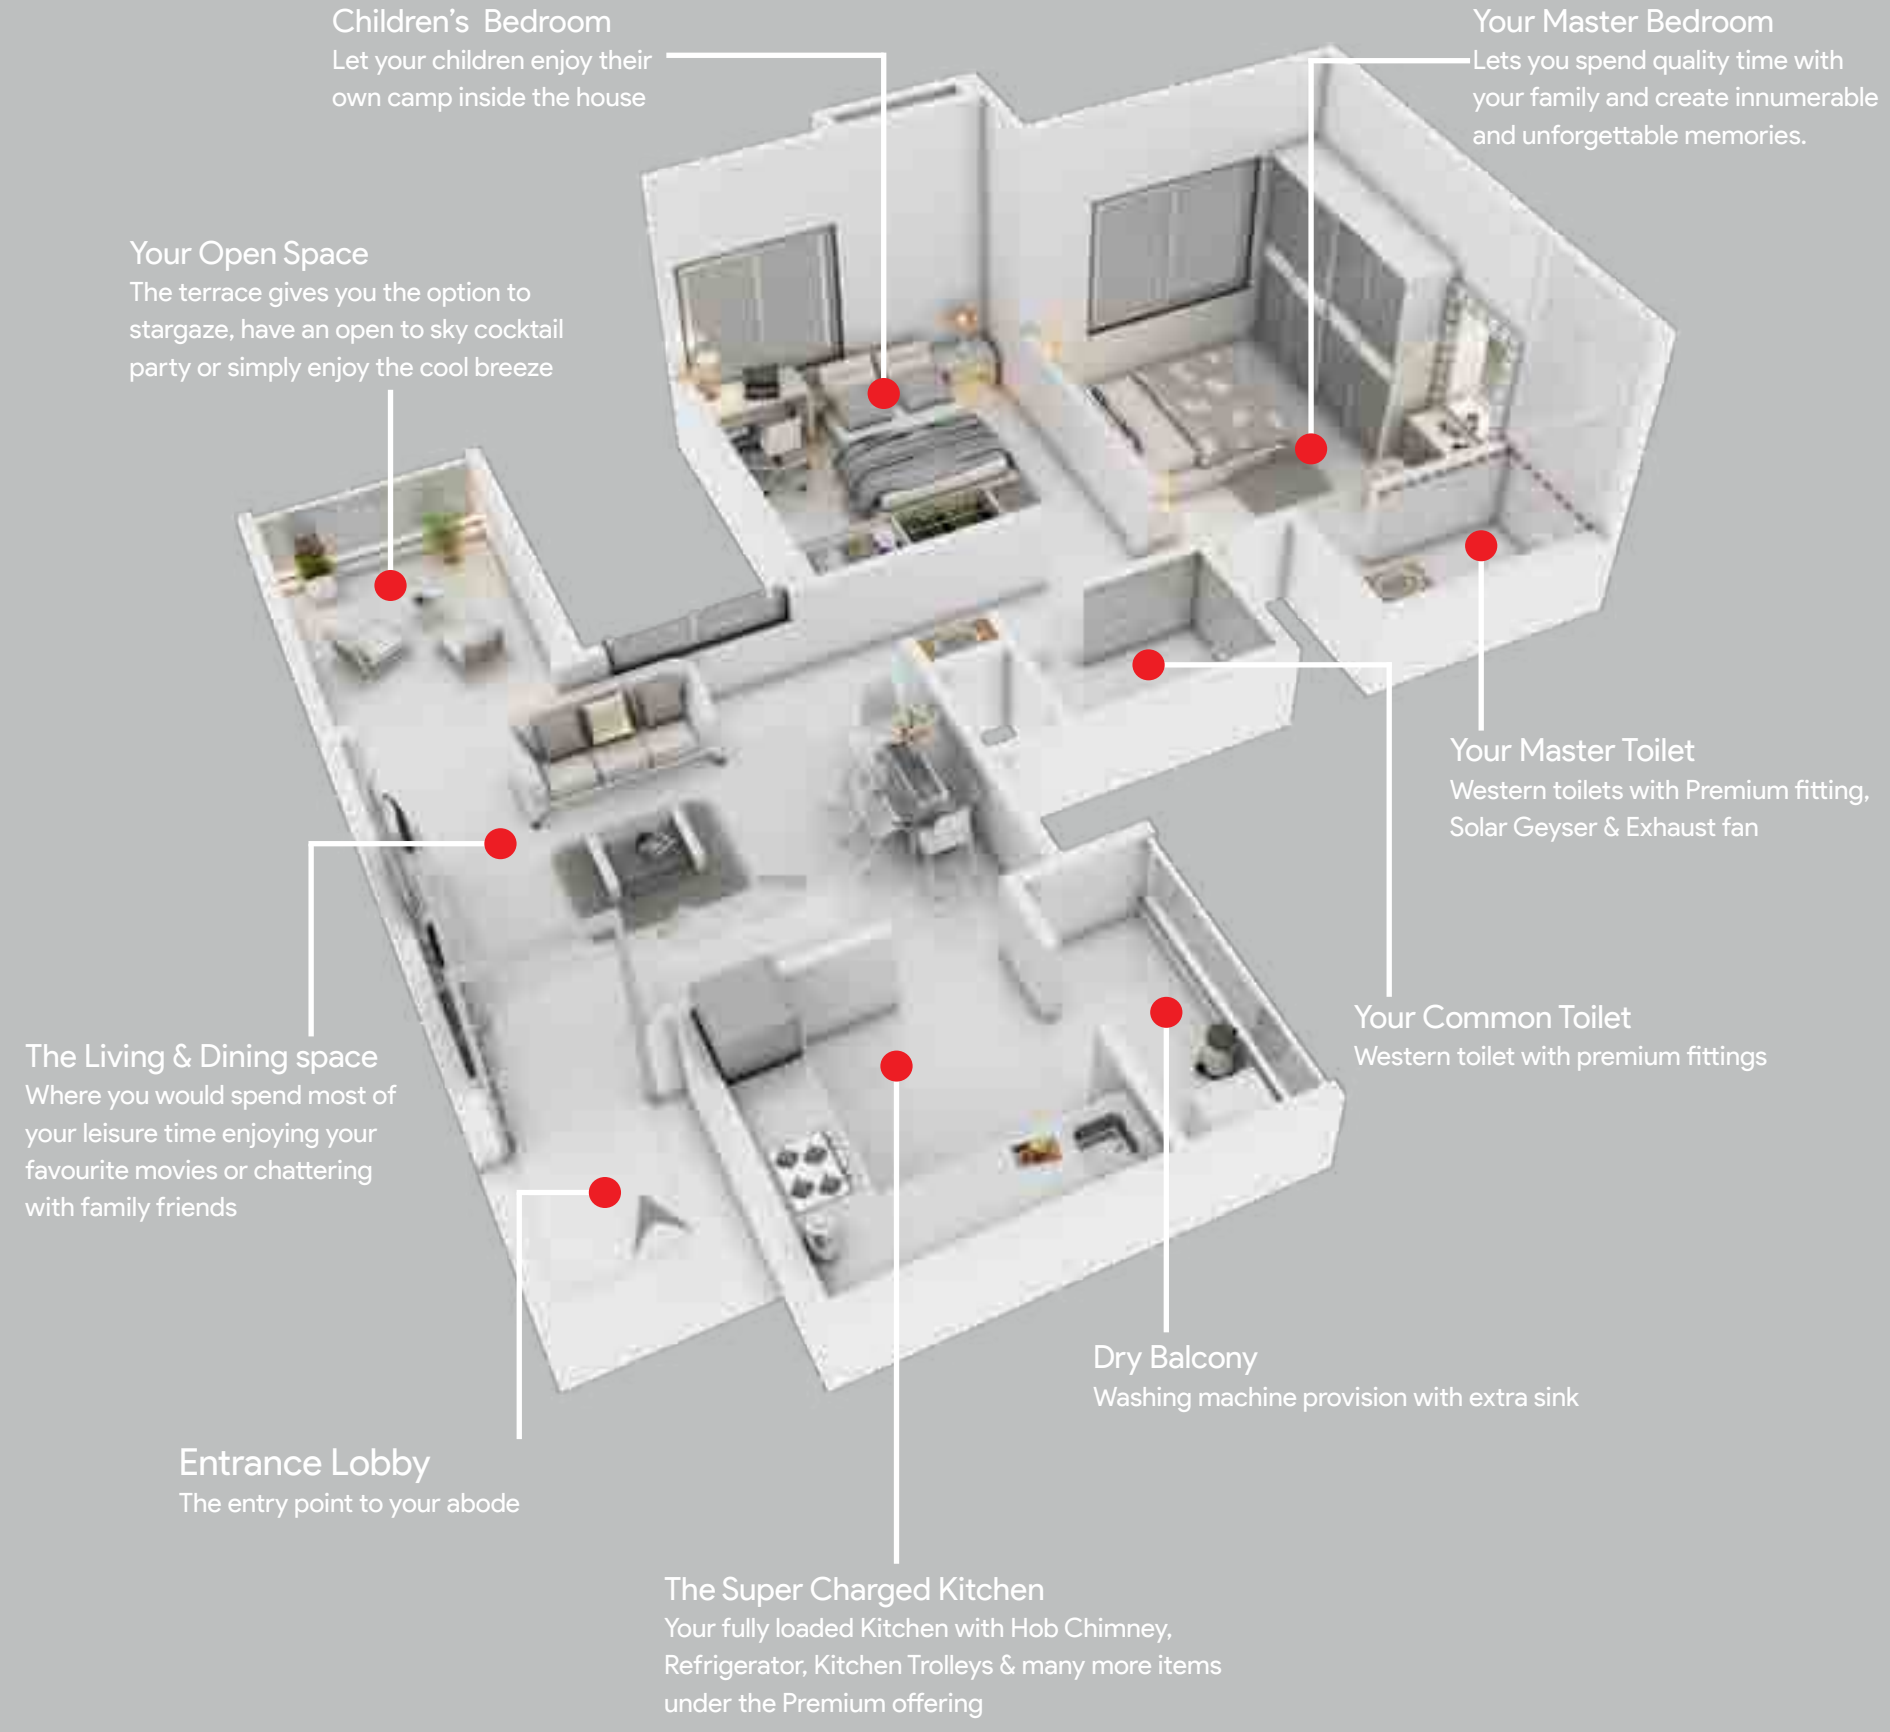 Children's Bedroom
Let your children enjoy their
own camp inside the house
Your Master Bedroom
Lets you spend quality time with
your family and create innumerable
and unforgettable memories.
Your Open Space
The terrace gives you the option to
stargaze, have an open to sky cocktail
party or simply enjoy the cool breeze
Your Master Toilet
Western toilets with Premium fitting,
Solar Geyser & Exhaust fan
Your Common Toilet
Western toilet with premium fittings
The Living & Dining space
Where you would spend most of
your leisure time enjoying your
favourite movies or chattering
with family friends
Dry Balcony
Washing machine provision with extra sink
Entrance Lobby
The entry point to your abode
The Super Charged Kitchen
Your fully loaded Kitchen with Hob Chimney,
Refrigerator, Kitchen Trolleys & many more items
under the Premium offering